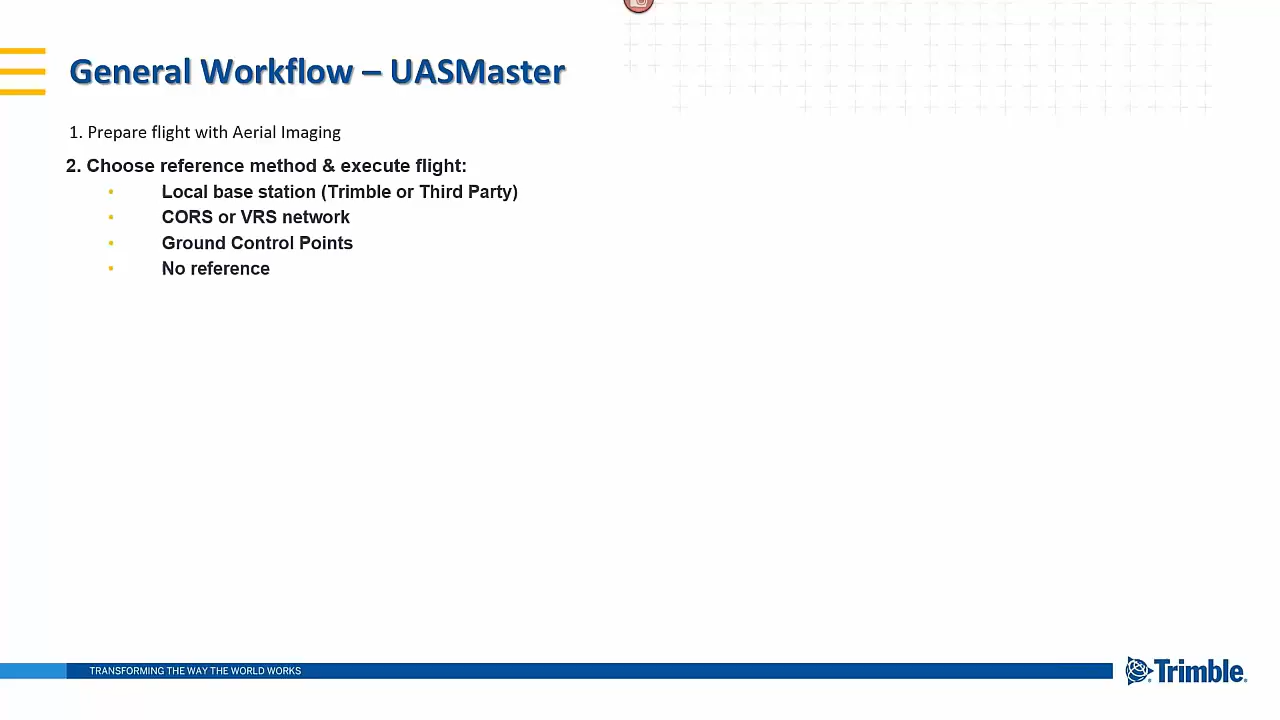 General Workflow – UASMaster
1. Prepare flight with Aerial Imaging
2. Choose reference method & execute flight:
• Local base station (Trimble or Third Party)
• CORS or VRS network
• Ground Control Points
• No reference
TRANSFORMING THE WAY THE WORLD WORKS
Trimble